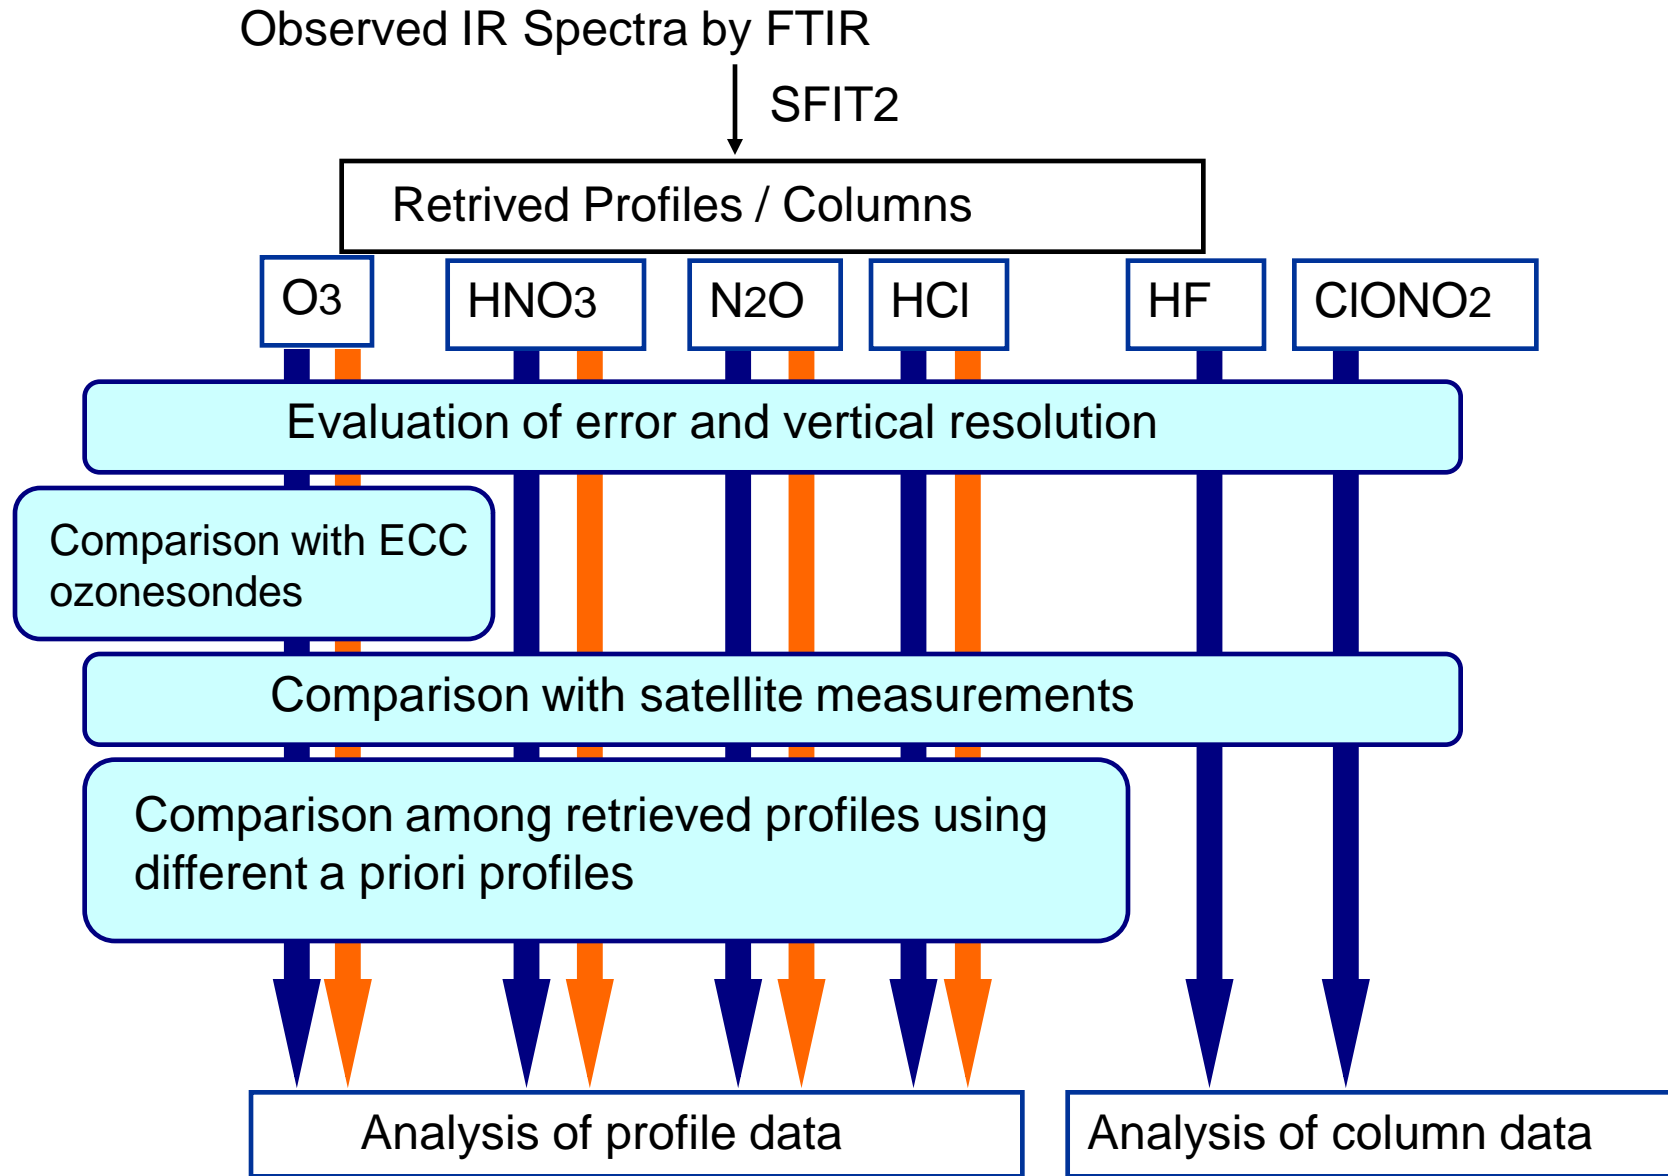 Observed IR Spectra by FTIR
SFIT2
Retrived Profiles / Columns
O3
HNO3
N2O
HCl
HF
ClONO2
Evaluation of error and vertical resolution
Comparison with ECC
ozonesondes
Comparison with satellite measurements
Comparison among retrieved profiles using
different a priori profiles
Analysis of profile data
Analysis of column data